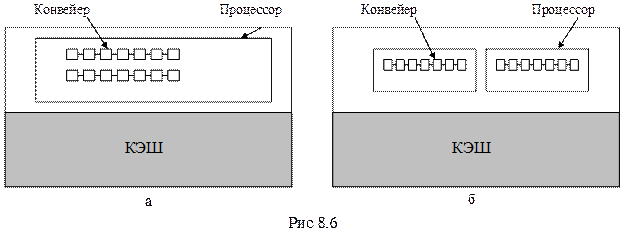 Конвейер
Процессор
Конвейер
Процессор
КЭШ
КЭШ
а
б
Рис 8.6